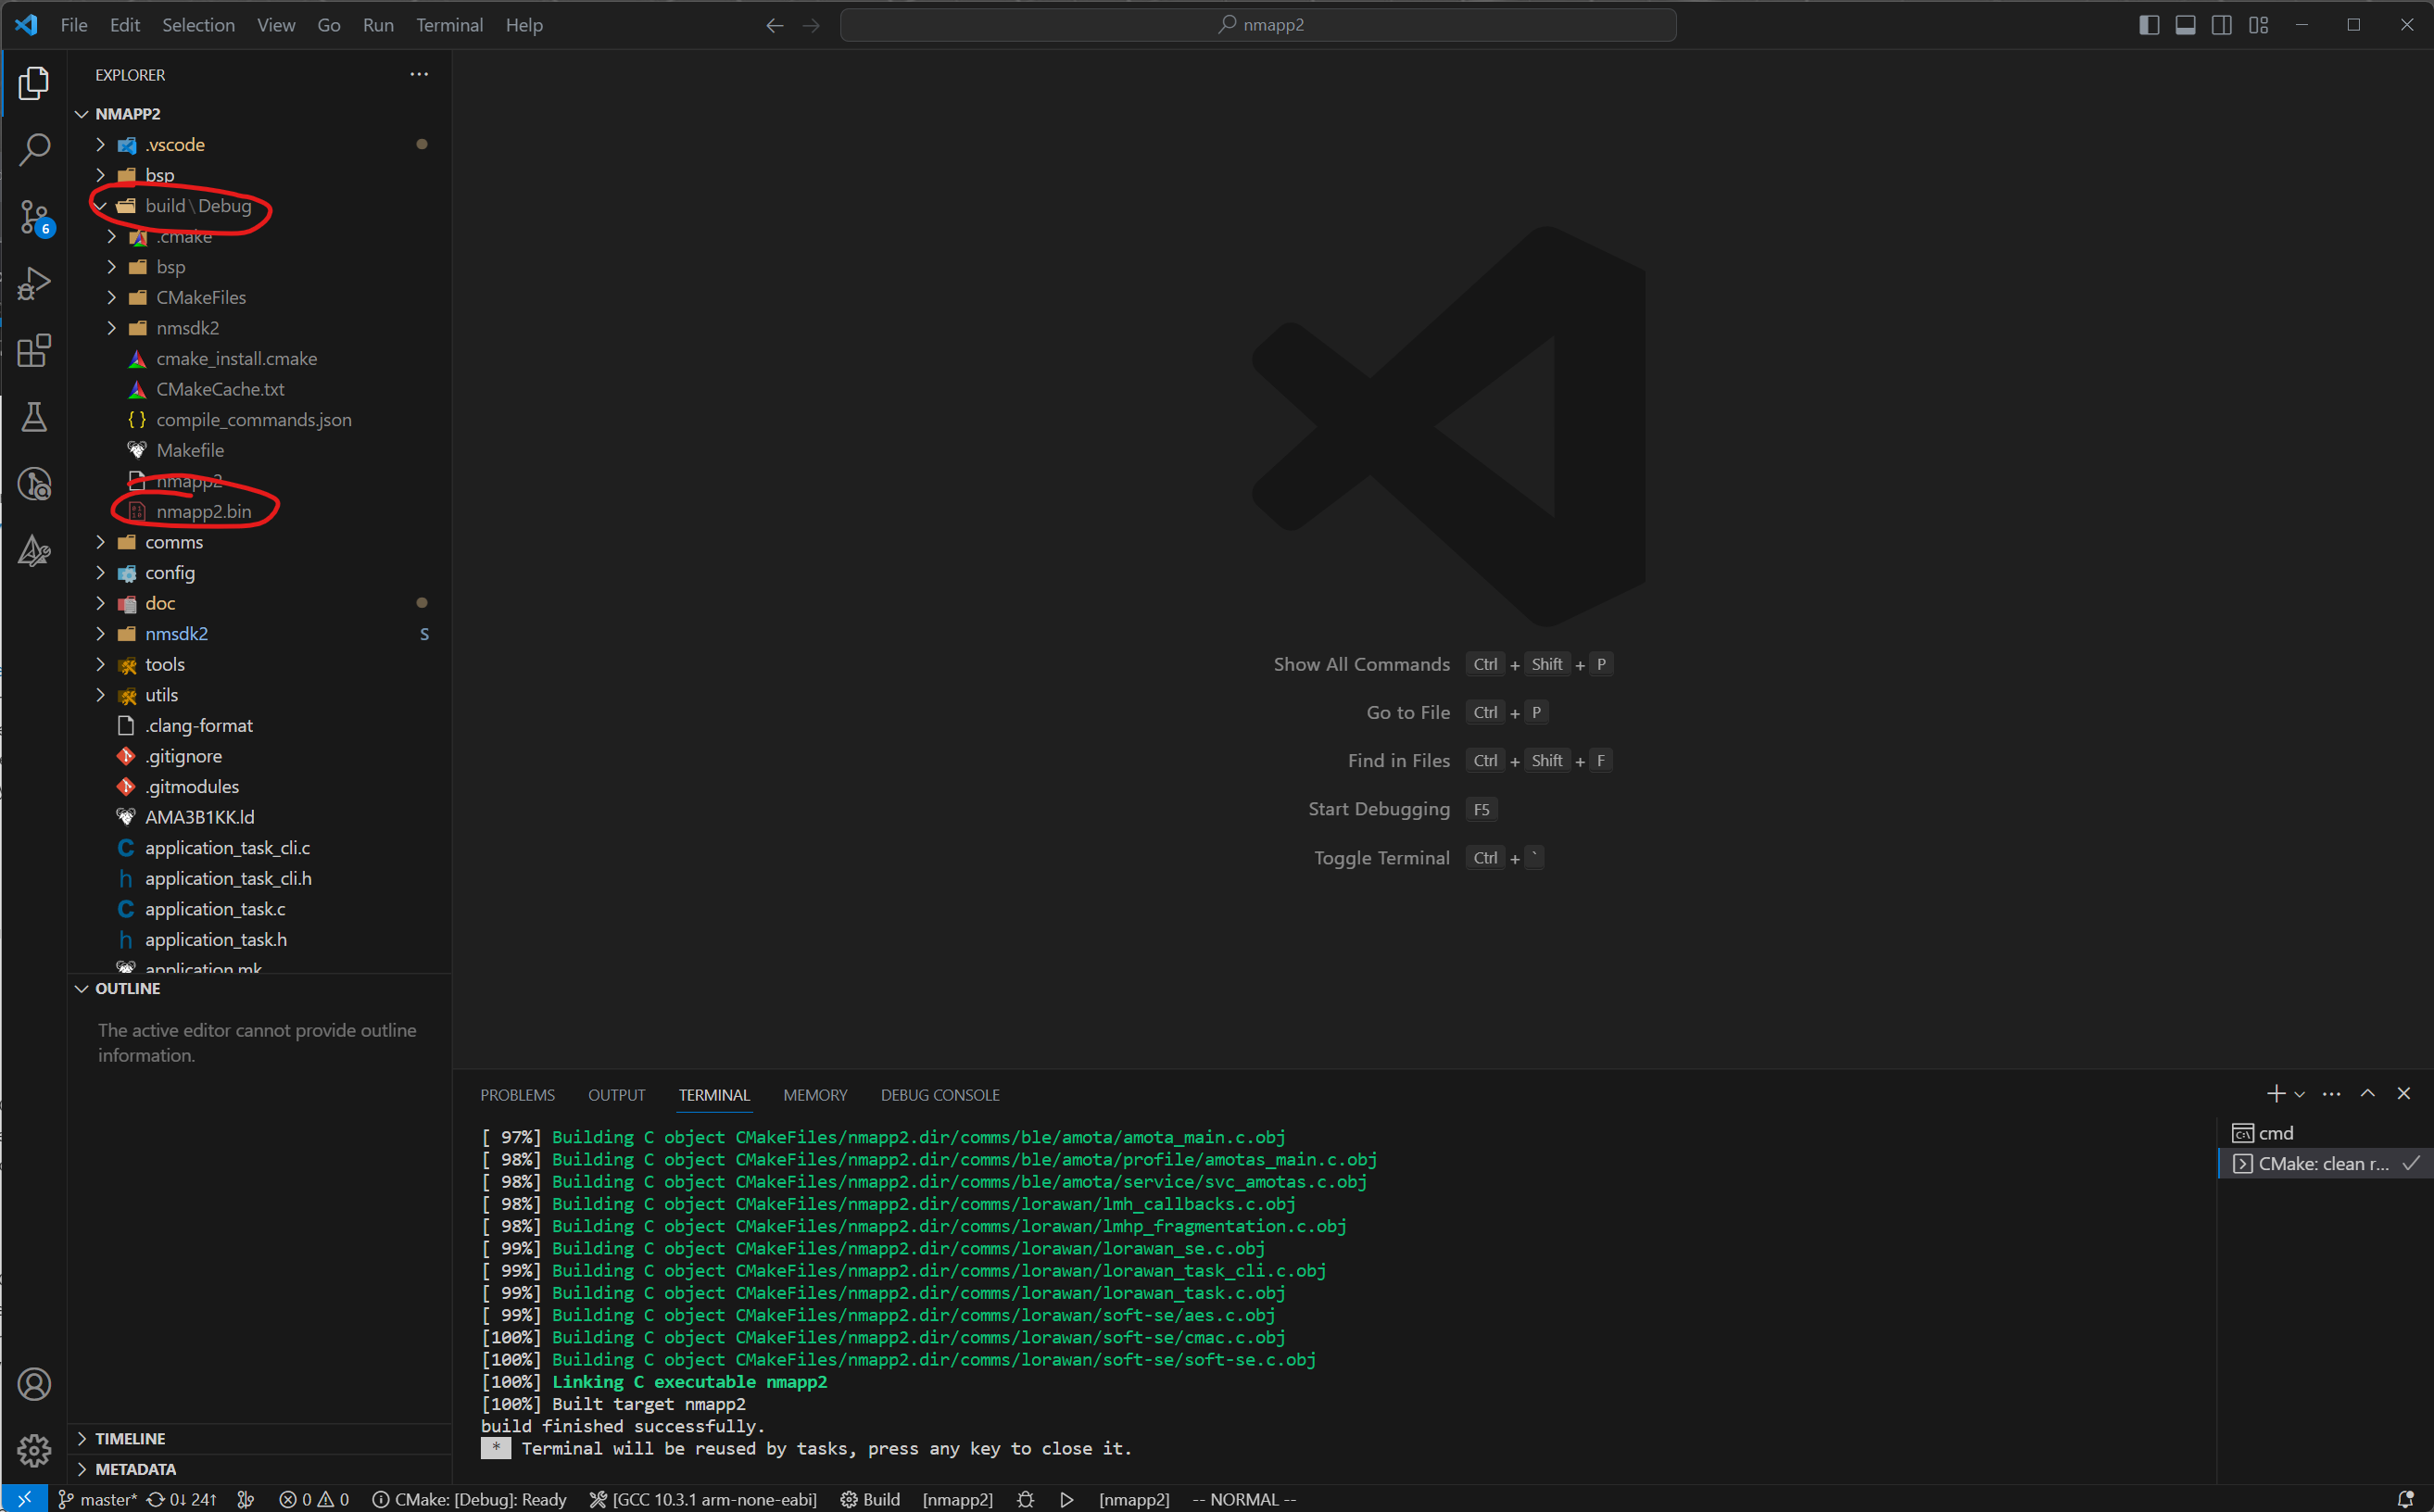 File Edit Selection View Go Run Terminal Help
nmapp2
EXPLORER
NMAPP2
.vscode
bsp
build\Debug
.cmake
bsp
CMakeFiles
nmsdk2
cmake_install.cmake
CMakeCache.txt
compile_commands.json
Makefile
nmapp2
nmapp2.bin
comms
config
doc
nmsdk2 S
tools
utils
.clang-format
.gitignore
.gitmodules
AMA3B1KK.ld
application_task_cli.c
application_task_cli.h
application_task.c
application_task.h
application.mk
OUTLINE
The active editor cannot provide outline
information.
TIMELINE
METADATA
6
Show All Commands Ctrl + Shift + P
Go to File Ctrl + P
Find in Files Ctrl + Shift + F
Start Debugging F5
Toggle Terminal Ctrl + `
PROBLEMS OUTPUT TERMINAL MEMORY DEBUG CONSOLE
[ 97%] Building C object CMakeFiles/nmapp2.dir/comms/ble/amota/amota_main.c.obj
[ 98%] Building C object CMakeFiles/nmapp2.dir/comms/ble/amota/profile/amotas_main.c.obj
[ 98%] Building C object CMakeFiles/nmapp2.dir/comms/ble/amota/service/svc_amotas.c.obj
[ 98%] Building C object CMakeFiles/nmapp2.dir/comms/lorawan/lmh_callbacks.c.obj
[ 98%] Building C object CMakeFiles/nmapp2.dir/comms/lorawan/lmhp_fragmentation.c.obj
[ 99%] Building C object CMakeFiles/nmapp2.dir/comms/lorawan/lorawan_se.c.obj
[ 99%] Building C object CMakeFiles/nmapp2.dir/comms/lorawan/lorawan_task_cli.c.obj
[ 99%] Building C object CMakeFiles/nmapp2.dir/comms/lorawan/lorawan_task.c.obj
[ 99%] Building C object CMakeFiles/nmapp2.dir/comms/lorawan/soft-se/aes.c.obj
[100%] Building C object CMakeFiles/nmapp2.dir/comms/lorawan/soft-se/cmac.c.obj
[100%] Building C object CMakeFiles/nmapp2.dir/comms/lorawan/soft-se/soft-se.c.obj
[100%] Linking C executable nmapp2
[100%] Built target nmapp2
build finished successfully.
* Terminal will be reused by tasks, press any key to close it.
cmd
CMake: clean r...
master* 0↓ 24↑ 0 0 CMake: [Debug]: Ready [GCC 10.3.1 arm-none-eabi] Build [nmapp2] [nmapp2] -- NORMAL --